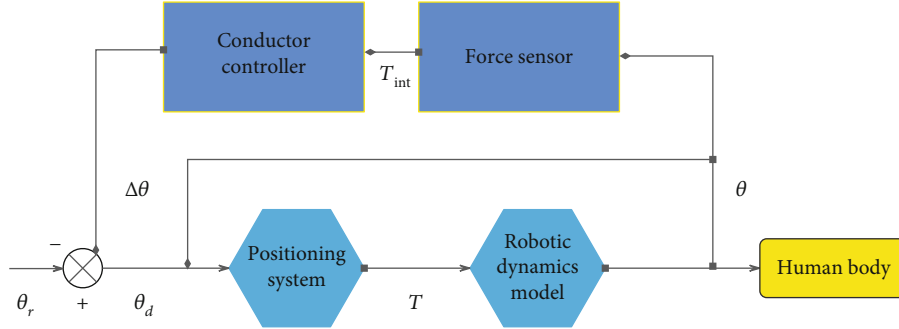 Conductor
controller
T_int
Force sensor
Δθ
θ
−
+
θ_r
θ_d
Positioning
system
T
Robotic
dynamics
model
Human body